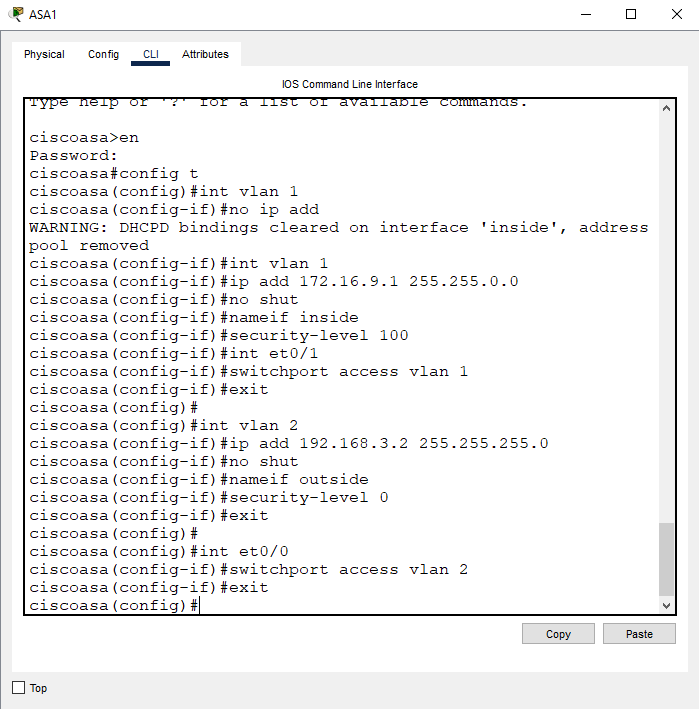 ASA1
Physical Config CLI Attributes
IOS Command Line Interface
Type help or '?' for a list of available commands.
ciscoasa>en
Password:
ciscoasa#config t
ciscoasa(config)#int vlan 1
ciscoasa(config-if)#no ip add
WARNING: DHCPD bindings cleared on interface 'inside', address
pool removed
ciscoasa(config-if)#int vlan 1
ciscoasa(config-if)#ip add 172.16.9.1 255.255.0.0
ciscoasa(config-if)#no shut
ciscoasa(config-if)#nameif inside
ciscoasa(config-if)#security-level 100
ciscoasa(config-if)#int et0/1
ciscoasa(config-if)#switchport access vlan 1
ciscoasa(config-if)#exit
ciscoasa(config)#
ciscoasa(config)#int vlan 2
ciscoasa(config-if)#ip add 192.168.3.2 255.255.255.0
ciscoasa(config-if)#no shut
ciscoasa(config-if)#nameif outside
ciscoasa(config-if)#security-level 0
ciscoasa(config-if)#exit
ciscoasa(config)#
ciscoasa(config)#int et0/0
ciscoasa(config-if)#switchport access vlan 2
ciscoasa(config-if)#exit
ciscoasa(config)#
Copy Paste
Top